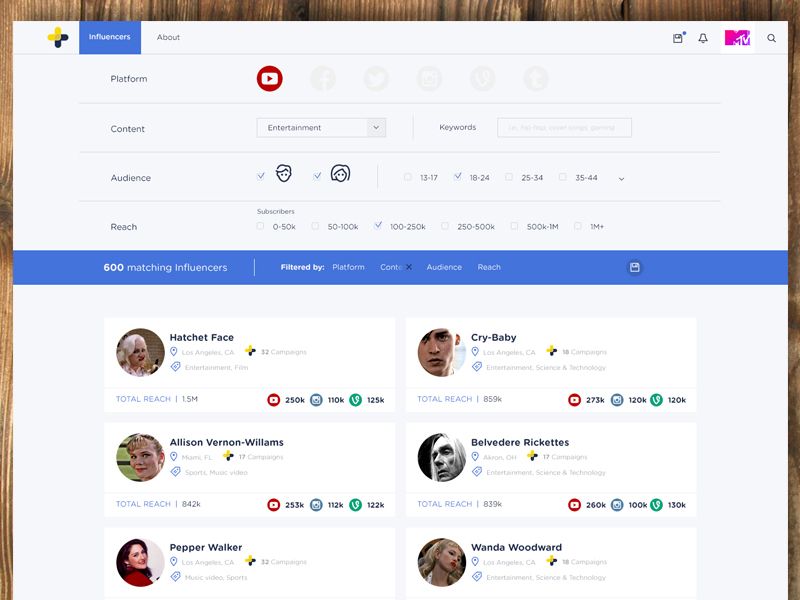 Influencers About
Platform
Content Entertainment Keywords i.e. hip-hop, cover songs, gaming
Audience 13-17 18-24 25-34 35-44
Subscribers
Reach 0-50k 50-100k 100-250k 250-500k 500k-1M 1M+
600 matching Influencers Filtered by: Platform Conte Audience Reach
Hatchet Face
Los Angeles, CA 32 Campaigns
Entertainment, Film
TOTAL REACH | 1.5M 250k 110k 125k
Cry-Baby
Los Angeles, CA 18 Campaigns
Entertainment, Science & Technology
TOTAL REACH | 859k 273k 120k 120k
Allison Vernon-Willams
Miami, FL 17 Campaigns
Sports, Music video
TOTAL REACH | 842k 253k 112k 122k
Belvedere Rickettes
Akron, OH 17 Campaigns
Entertainment, Science & Technology
TOTAL REACH | 839k 260k 100k 130k
Pepper Walker
Los Angeles, CA 32 Campaigns
Music video, Sports
Wanda Woodward
Los Angeles, CA 18 Campaigns
Entertainment, Science & Technology